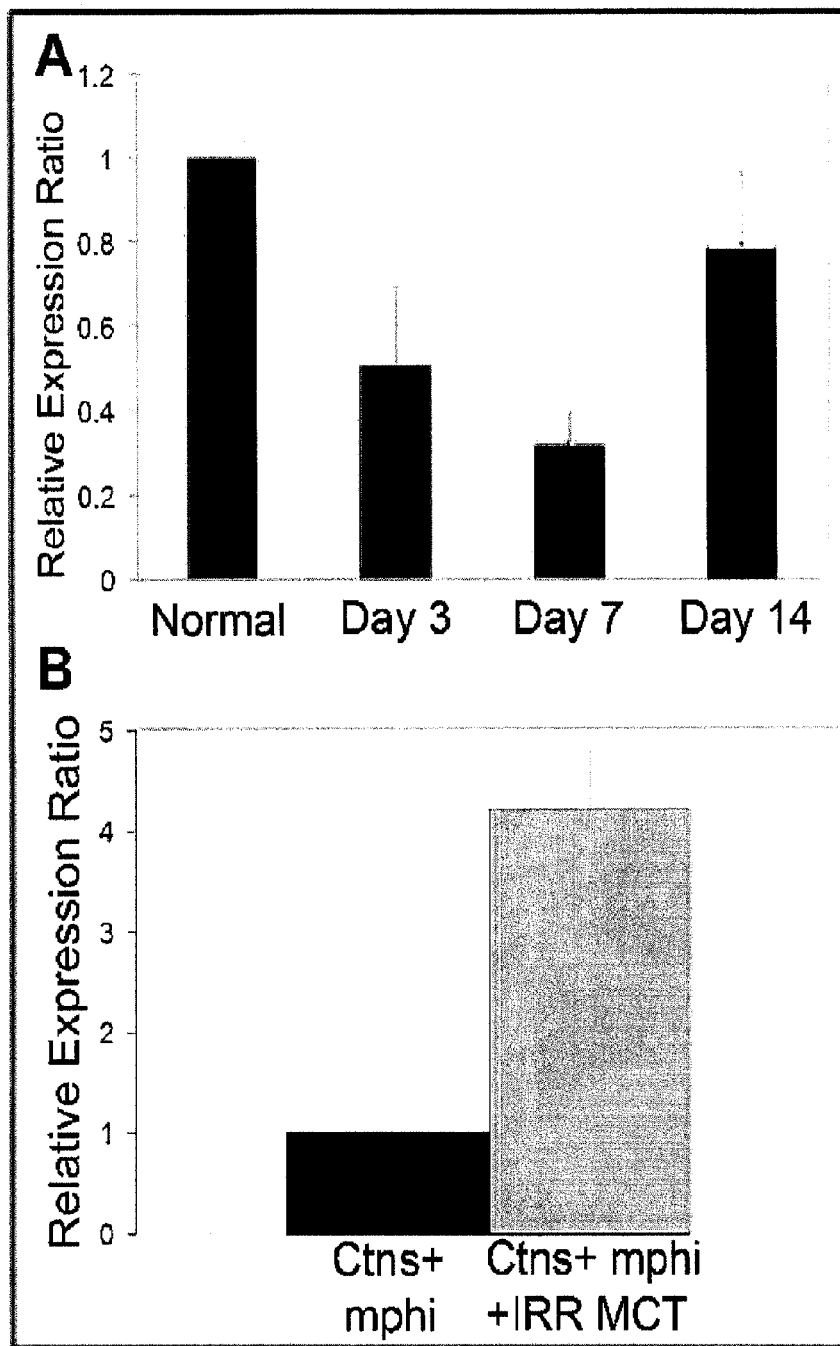 A
Relative Expression Ratio
1.2
1
0.8
0.6
0.4
0.2
0
Normal Day 3 Day 7 Day 14
B
Relative Expression Ratio
5
4
3
2
1
0
Ctns+ mphi
Ctns+ mphi +IRR MCT